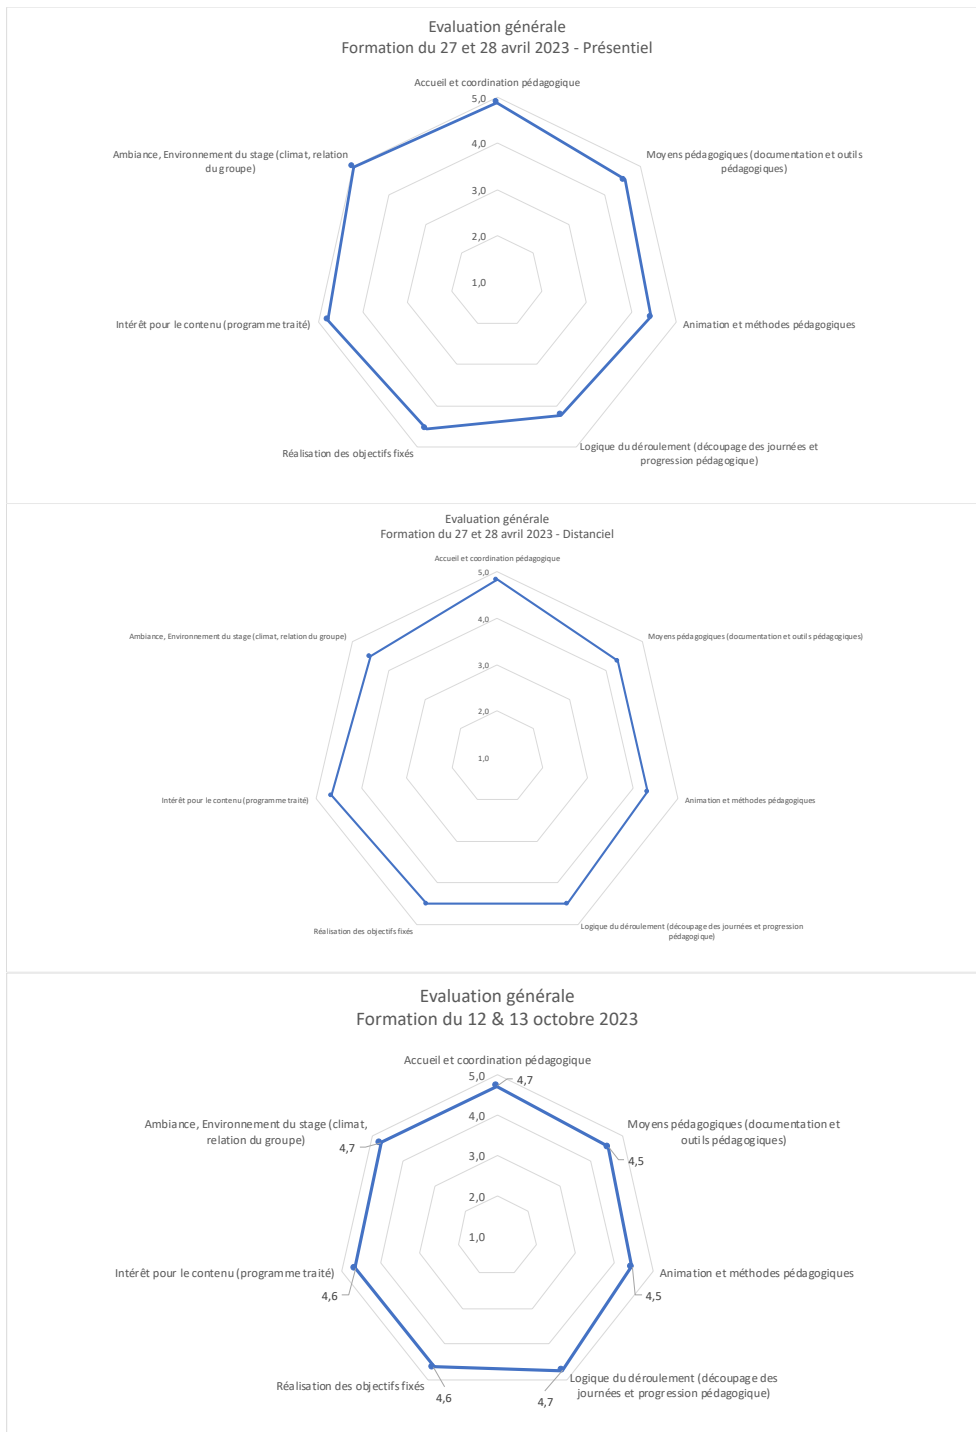 Evaluation générale
Formation du 27 et 28 avril 2023 - Présentiel
Accueil et coordination pédagogique
5,0
4,0
3,0
2,0
1,0
Ambiance, Environnement du stage (climat, relation
du groupe)
Moyens pédagogiques (documentation et outils
pédagogiques)
Intérêt pour le contenu (programme traité)
Animation et méthodes pédagogiques
Réalisation des objectifs fixés
Logique du déroulement (découpage des journées et
progression pédagogique)
Evaluation générale
Formation du 27 et 28 avril 2023 - Distanciel
Accueil et coordination pédagogique
5,0
4,0
3,0
2,0
1,0
Ambiance, Environnement du stage (climat, relation du groupe)
Moyens pédagogiques (documentation et outils pédagogiques)
Intérêt pour le contenu (programme traité)
Animation et méthodes pédagogiques
Réalisation des objectifs fixés
Logique du déroulement (découpage des journées et progression
pédagogique)
Evaluation générale
Formation du 12 & 13 octobre 2023
Accueil et coordination pédagogique
5,0
4,7
4,0
3,0
2,0
1,0
Ambiance, Environnement du stage (climat,
relation du groupe)
4,7
Moyens pédagogiques (documentation et
outils pédagogiques)
4,5
Intérêt pour le contenu (programme traité)
4,6
Animation et méthodes pédagogiques
4,5
Réalisation des objectifs fixés
4,6
Logique du déroulement (découpage des
journées et progression pédagogique)
4,7